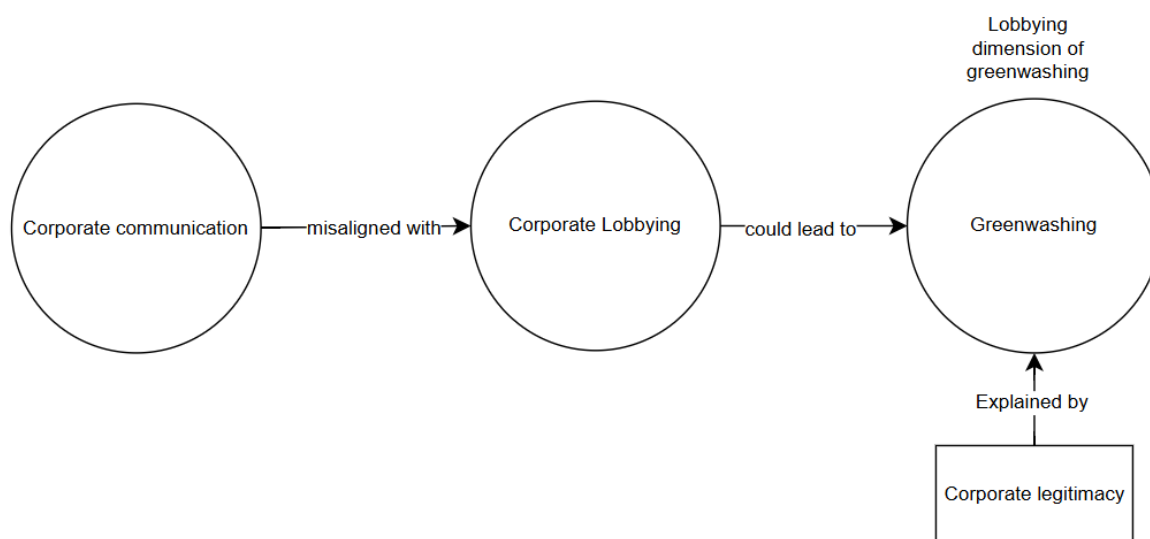 Lobbying
dimension of
greenwashing
Corporate communication
misaligned with
Corporate Lobbying
could lead to
Greenwashing
Explained by
Corporate legitimacy